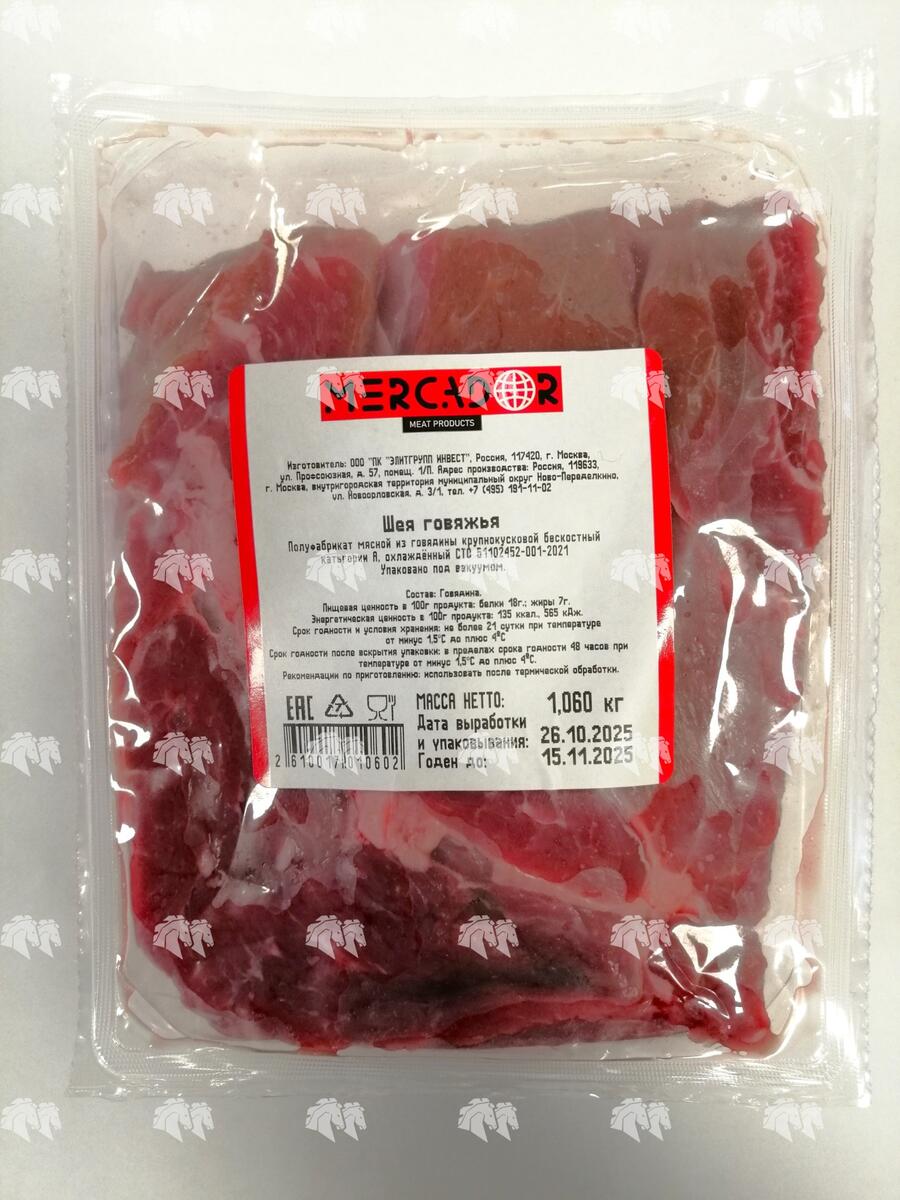 MERCADOR
MEAT PRODUCTS
Изготовитель: ООО "ПК "ЭЛИТГРУПП ИНВЕСТ", Россия, 117420, г. Москва,
ул. Профсоюзная, д. 57, помещ. 1/П. Адрес производства: Россия, 119633,
г. Москва, внутригородская территория муниципальный округ Ново-Переделкино,
ул. Новоорловская, д. 3/1, тел. +7 (495) 191-11-02
Шея говяжья
Полуфабрикат мясной из говядины крупнокусковой бескостный
категории А, охлаждённый СТО 51102452-001-2021
Упаковано под вакуумом.
Состав: Говядина.
Пищевая ценность в 100г продукта: белки 18г.; жиры 7г.
Энергетическая ценность в 100г продукта: 135 ккал., 565 кДж.
Срок годности и условия хранения: не более 21 сутки при температуре
от минус 1,5°С до плюс 4°С
Срок годности после вскрытия упаковки: в пределах срока годности 48 часов при
температуре от минус 1,5°С до плюс 4°С.
Рекомендации по приготовлению: использовать после термической обработки.
ЕАС
МАССА НЕТТО: 1,060 кг
Дата выработки
и упаковывания: 26.10.2025
Годен до: 15.11.2025
2 610017 010602